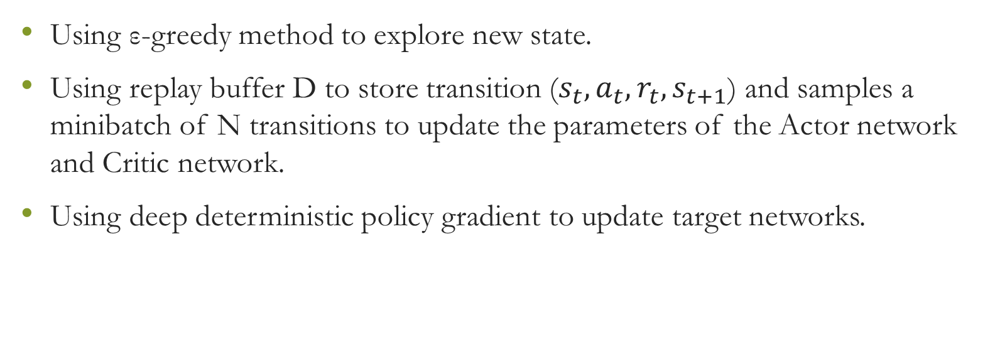 • Using ε-greedy method to explore new state.
• Using replay buffer D to store transition (s_t, a_t, r_t, s_{t+1}) and samples a
minibatch of N transitions to update the parameters of the Actor network
and Critic network.
• Using deep deterministic policy gradient to update target networks.